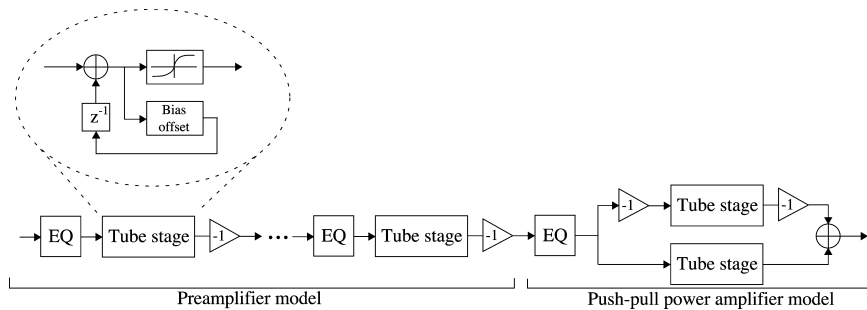 z-1
Bias
offset
EQ
Tube stage
-1
•••
EQ
Tube stage
-1
EQ
-1
Tube stage
-1
Tube stage
Preamplifier model
Push-pull power amplifier model